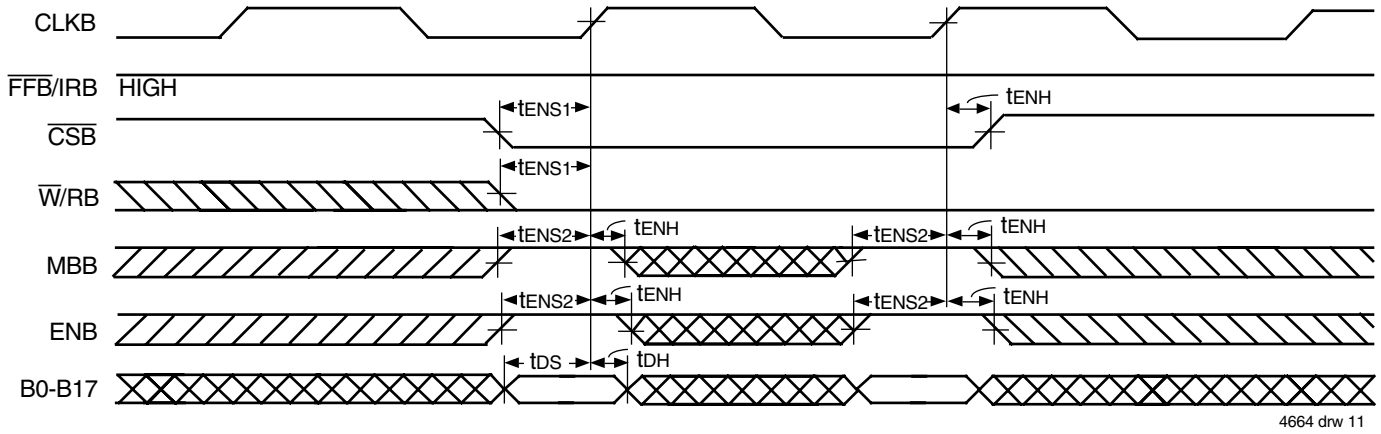 CLKB
FFB/IRB HIGH
tENS1 tENH
CSB
tENS1
W/RB
tENS2 tENH tENS2 tENH
MBB
tENS2 tENH tENS2 tENH
ENB
tDS tDH
B0-B17
4664 drw 11